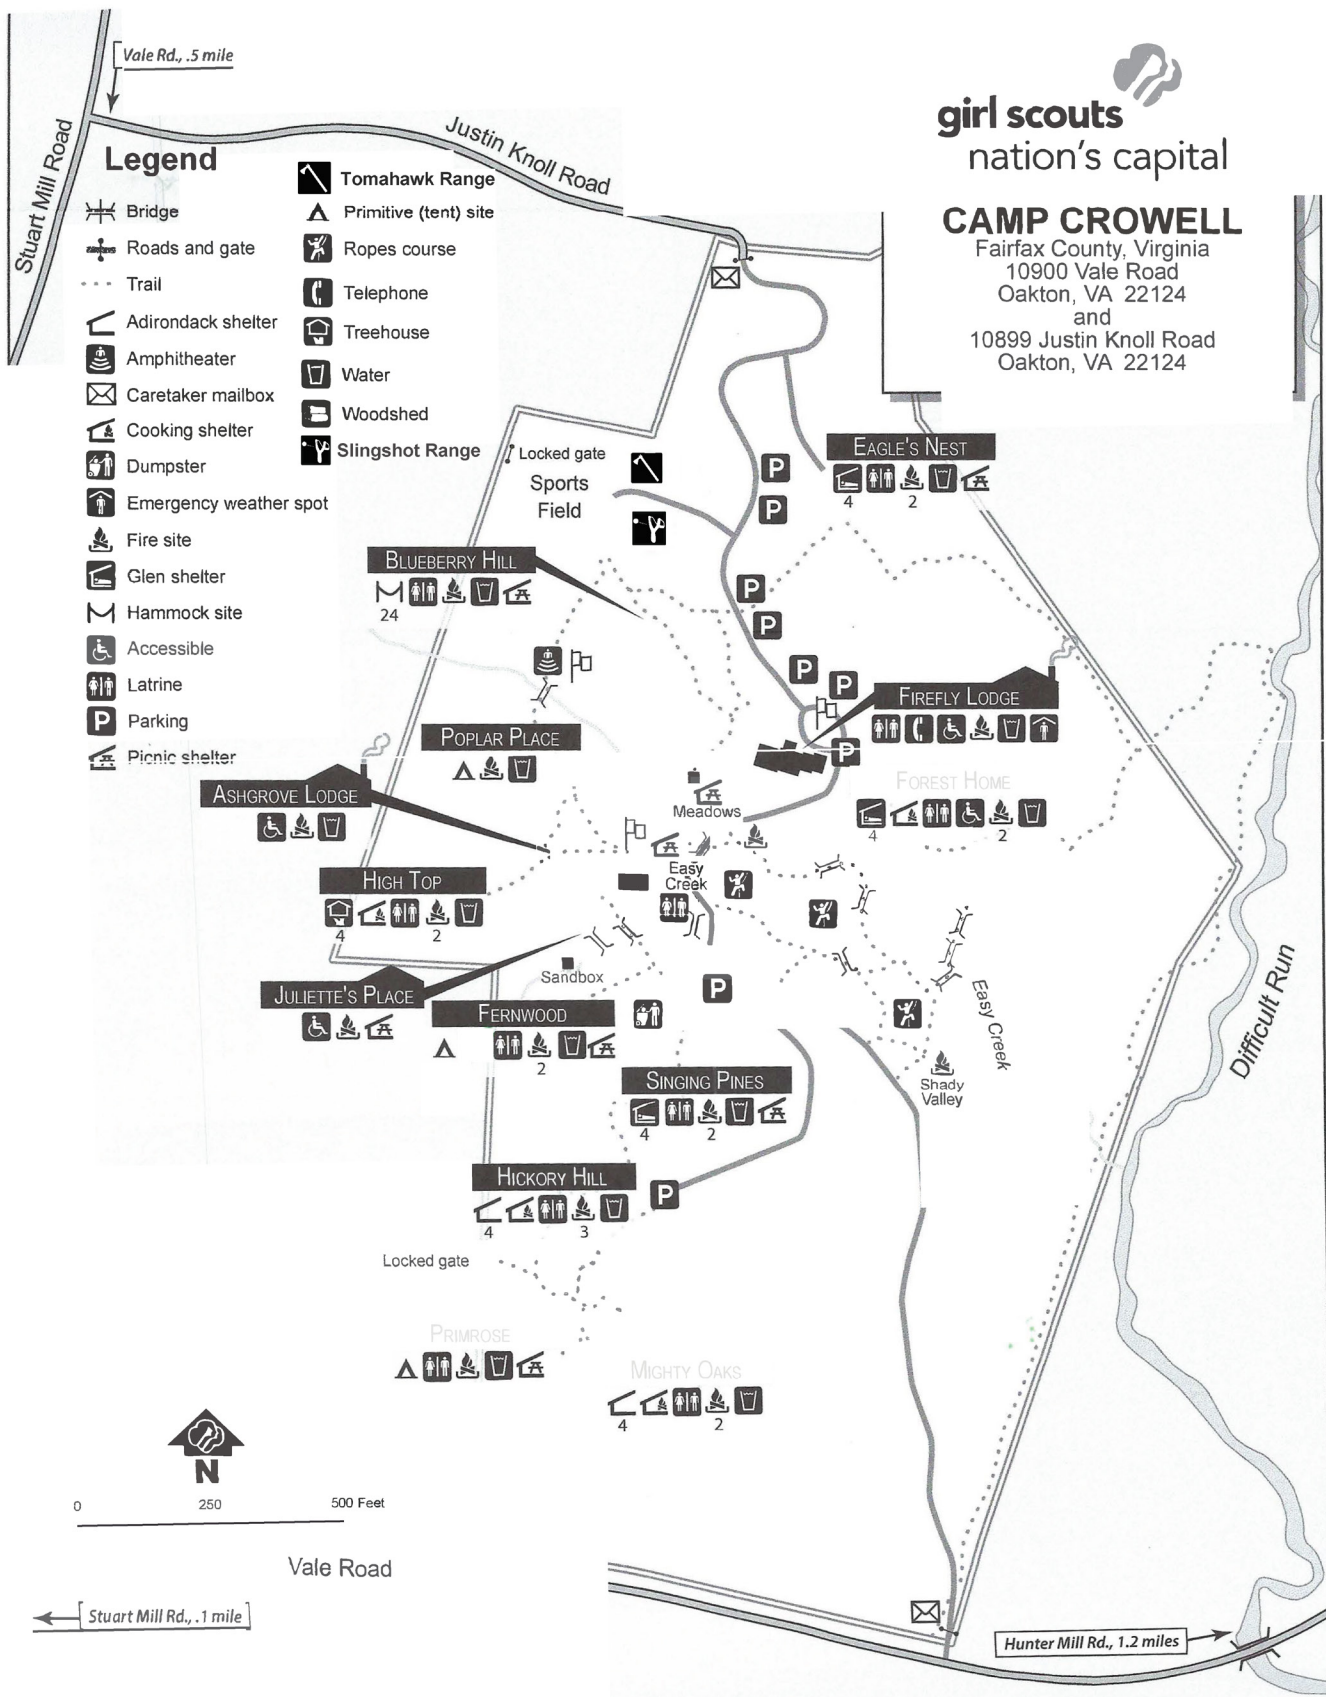 Vale Rd., .5 mile
Stuart Mill Road
Justin Knoll Road
girl scouts
nation's capital
CAMP CROWELL
Fairfax County, Virginia
10900 Vale Road
Oakton, VA 22124
and
10899 Justin Knoll Road
Oakton, VA 22124
Legend
Bridge
Roads and gate
Trail
Adirondack shelter
Amphitheater
Caretaker mailbox
Cooking shelter
Dumpster
Emergency weather spot
Fire site
Glen shelter
Hammock site
Accessible
Latrine
P Parking
Picnic shelter
Tomahawk Range
Primitive (tent) site
Ropes course
Telephone
Treehouse
Water
Woodshed
Slingshot Range
Locked gate
Sports
Field
P
P
EAGLE'S NEST
4 2
BLUEBERRY HILL
24
P
P
P
P
FIREFLY LODGE
P
POPLAR PLACE
ASHGROVE LODGE
Meadows
FOREST HOME
4 2
HIGH TOP
4 2
Easy
Creek
Sandbox
JULIETTE'S PLACE
P
FERNWOOD
2
Easy Creek
Difficult Run
Shady
Valley
SINGING PINES
4 2
HICKORY HILL
4 3
P
Locked gate
PRIMROSE
MIGHTY OAKS
4 2
N
0 250 500 Feet
Vale Road
Stuart Mill Rd., .1 mile
Hunter Mill Rd., 1.2 miles